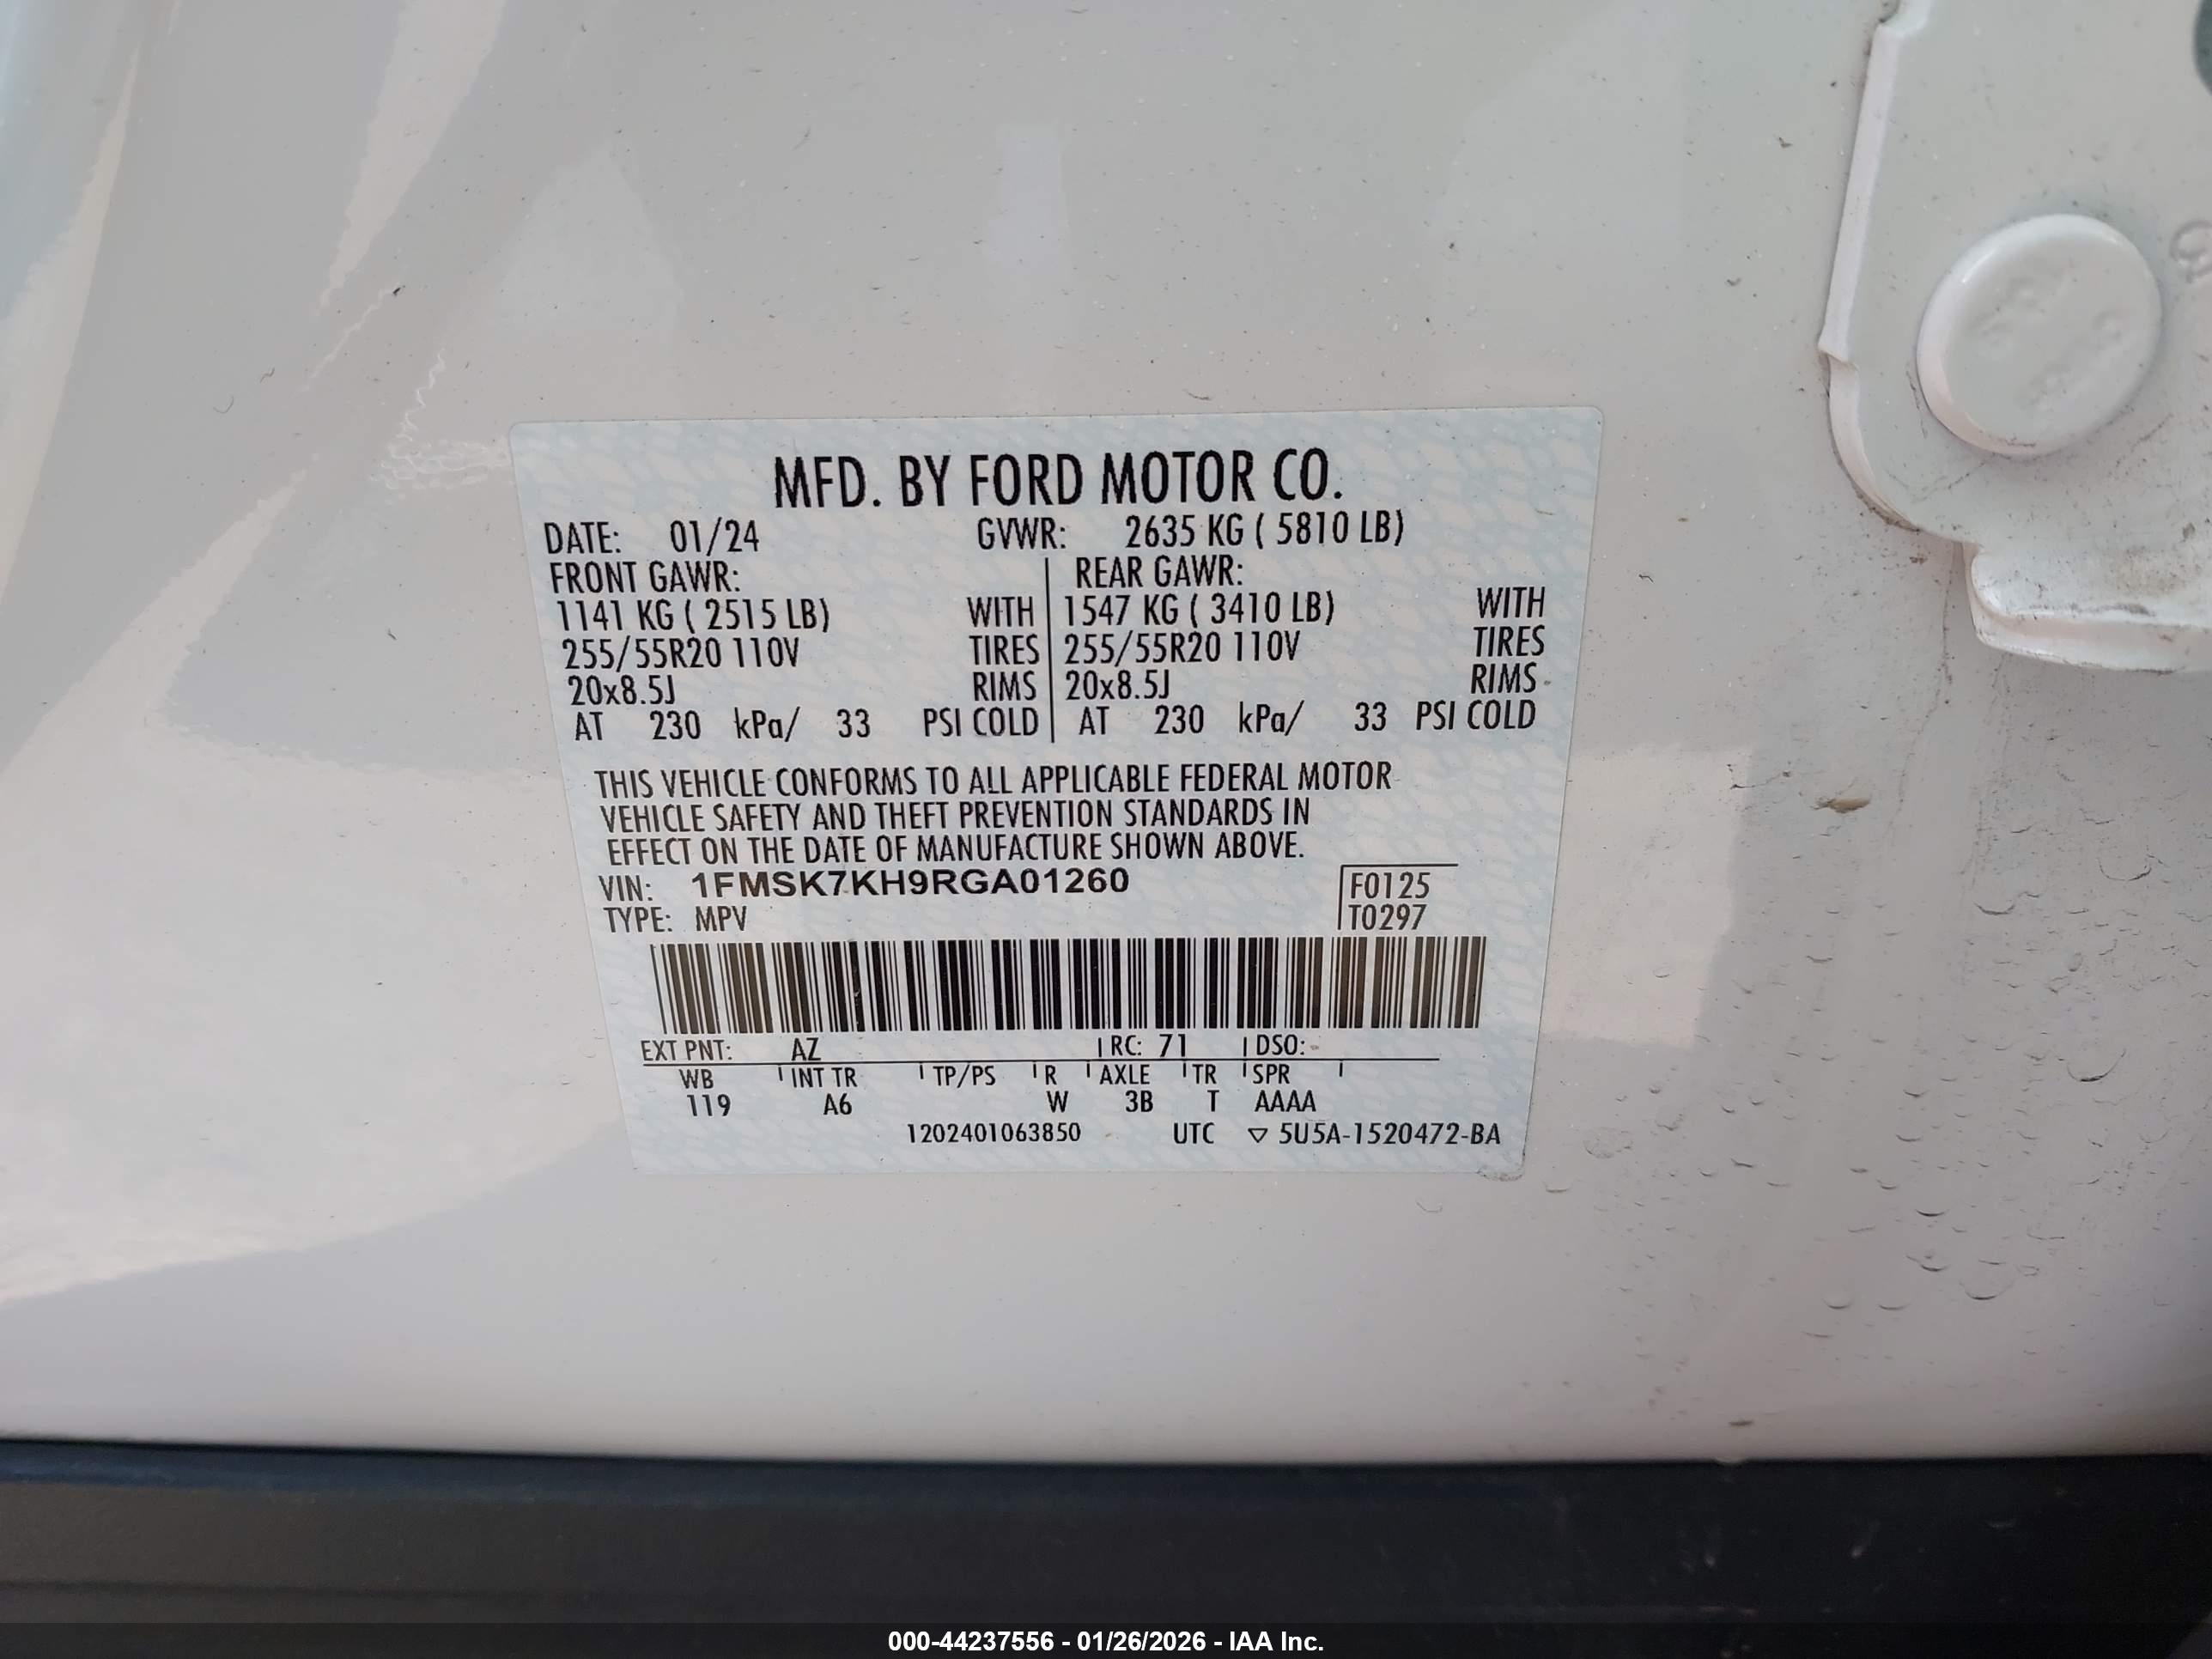 MFD. BY FORD MOTOR CO.
DATE: 01/24 GVWR: 2635 KG ( 5810 LB)
FRONT GAWR: REAR GAWR:
1141 KG ( 2515 LB) WITH 1547 KG ( 3410 LB) WITH
255/55R20 110V TIRES 255/55R20 110V TIRES
20x8.5J RIMS 20x8.5J RIMS
AT 230 kPa/ 33 PSI COLD AT 230 kPa/ 33 PSI COLD
THIS VEHICLE CONFORMS TO ALL APPLICABLE FEDERAL MOTOR
VEHICLE SAFETY AND THEFT PREVENTION STANDARDS IN
EFFECT ON THE DATE OF MANUFACTURE SHOWN ABOVE.
VIN: 1FMSK7KH9RGA01260 F0125
TYPE: MPV T0297
EXT PNT: AZ RC: 71 DSO:
WB INT TR TP/PS R AXLE TR SPR
119 A6 W 3B T AAAA
1202401063850 UTC ▽ 5U5A-1520472-BA
000-44237556 - 01/26/2026 - IAA Inc.